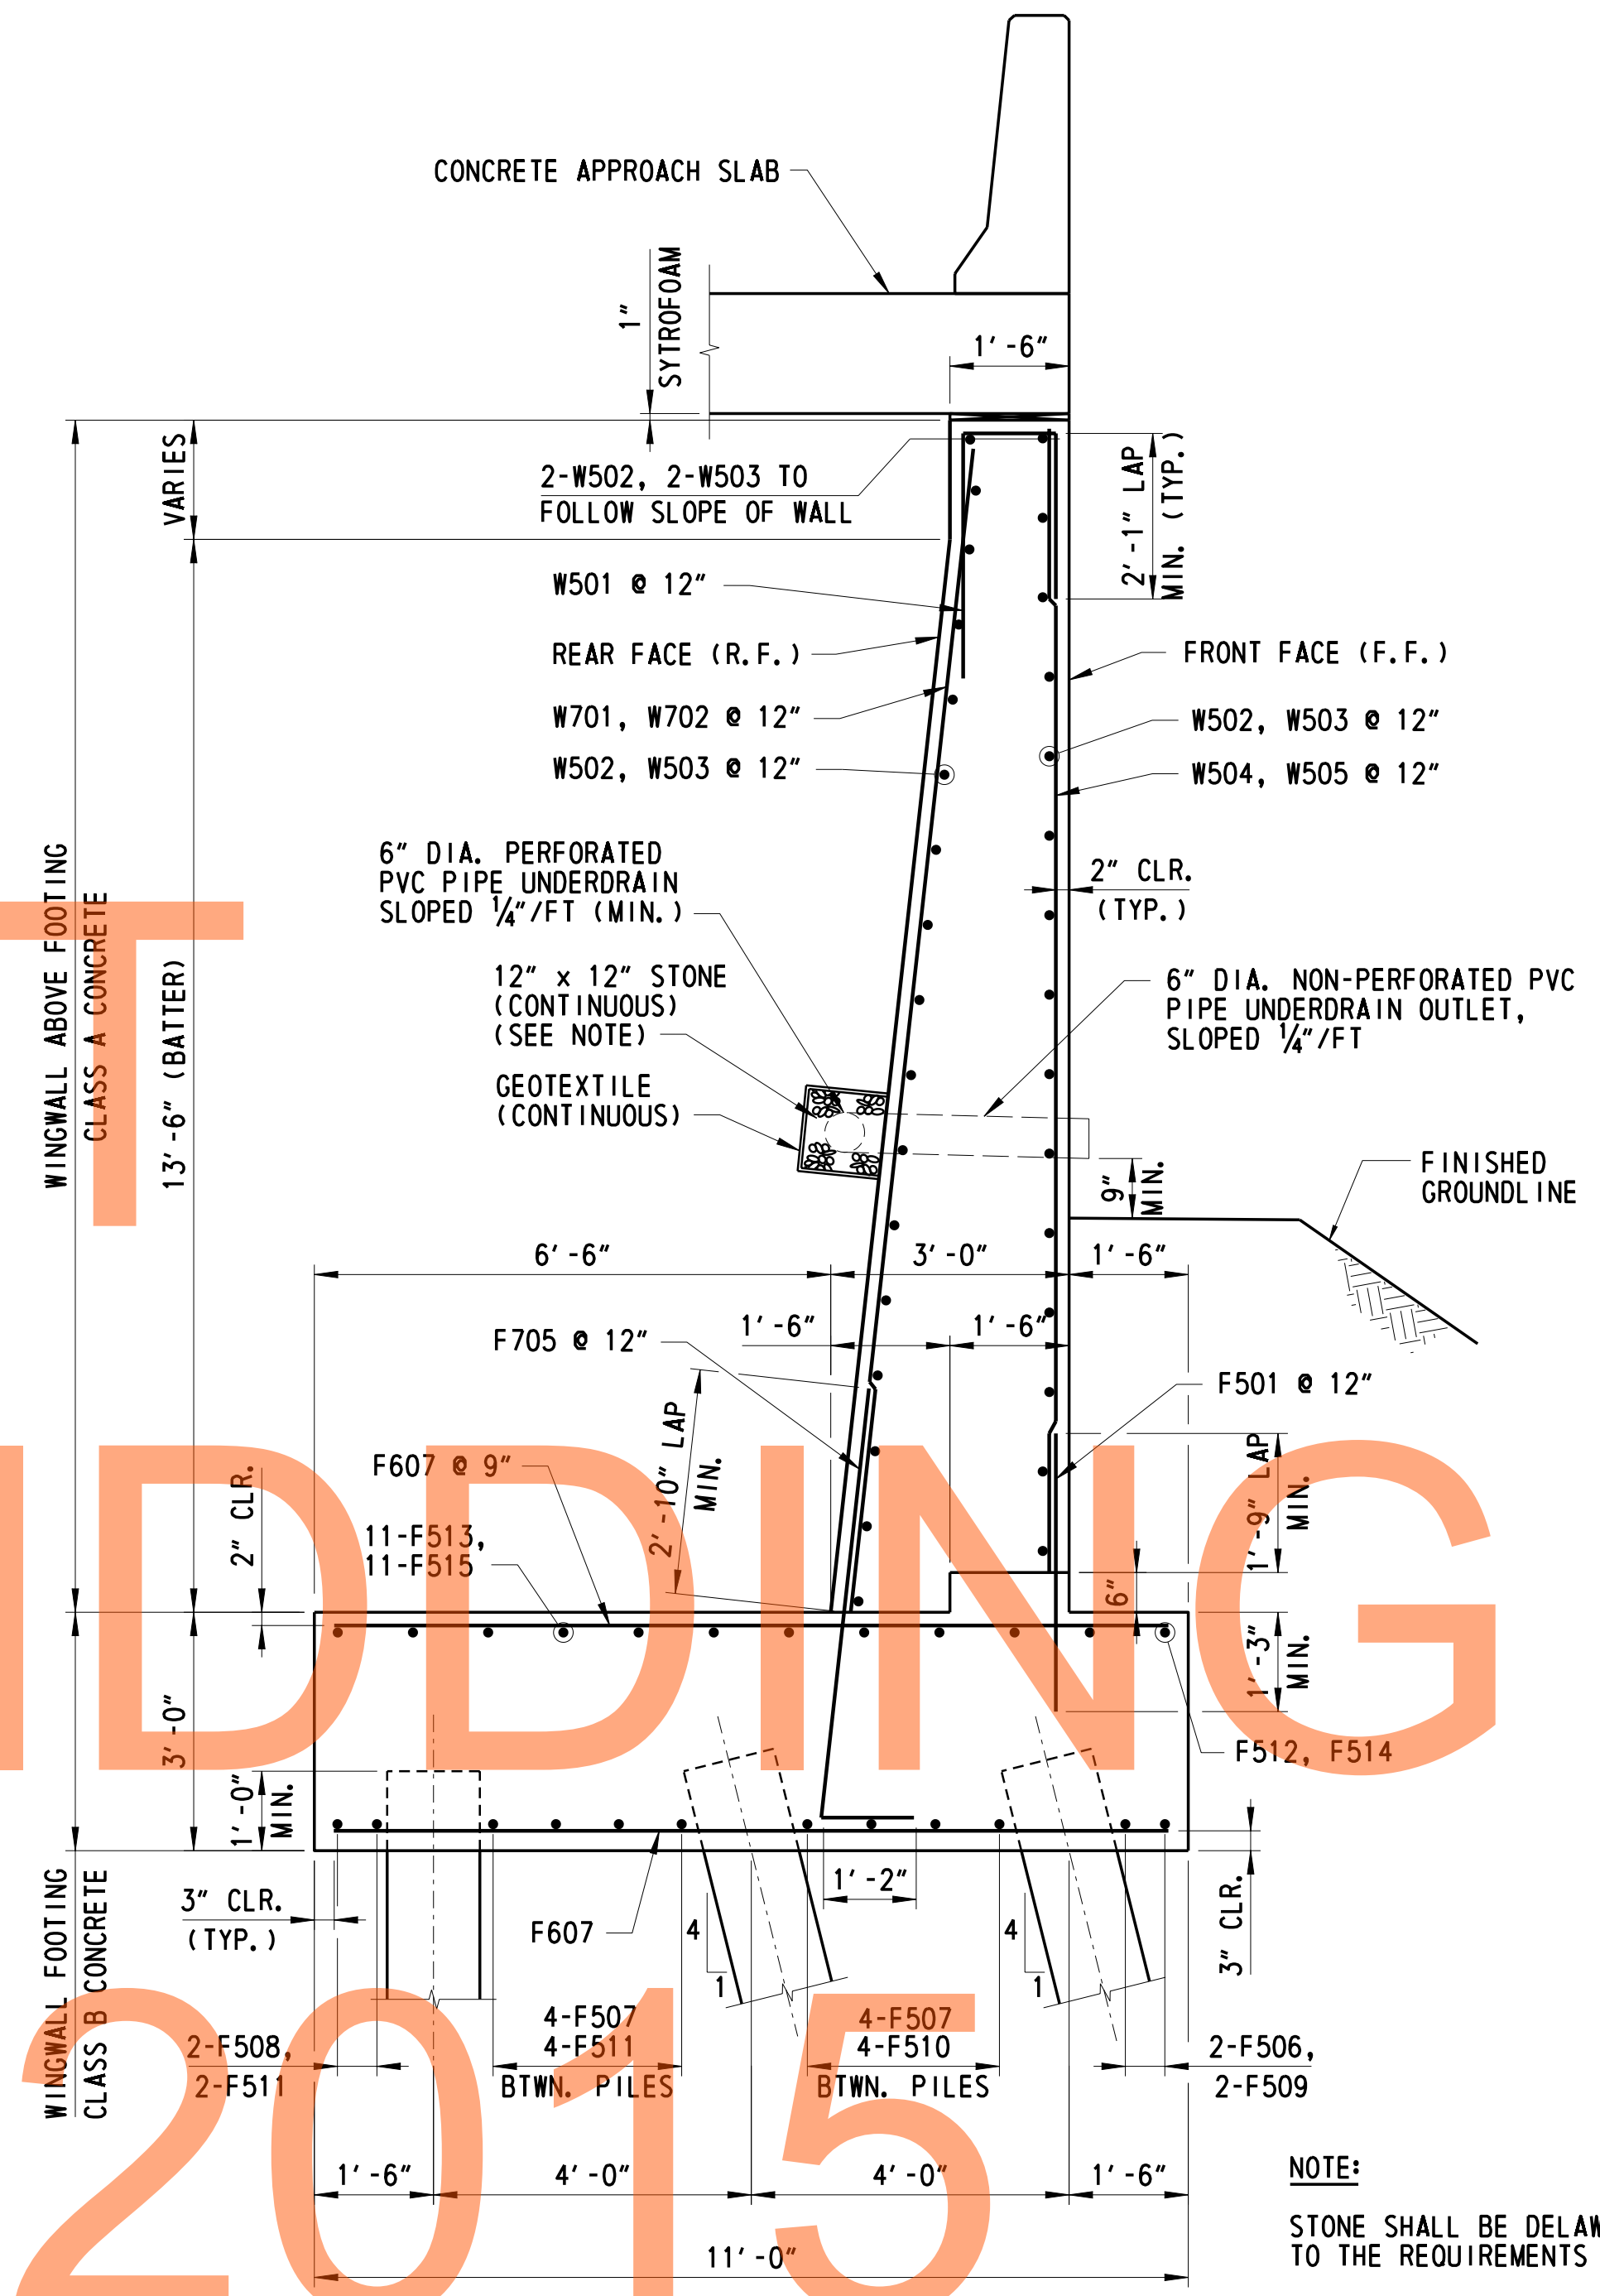 CONCRETE APPROACH SLAB
1"
SYTROFOAM
1'-6"
VARIES
2-W502, 2-W503 TO
FOLLOW SLOPE OF WALL
2'-1" LAP
MIN. (TYP.)
W501 @ 12"
REAR FACE (R.F.)
FRONT FACE (F.F.)
W701, W702 @ 12"
W502, W503 @ 12"
W502, W503 @ 12"
W504, W505 @ 12"
WINGWALL ABOVE FOOTING
CLASS A CONCRETE
13'-6" (BATTER)
6" DIA. PERFORATED
PVC PIPE UNDERDRAIN
SLOPED 1/4"/FT (MIN.)
2" CLR.
(TYP.)
12" x 12" STONE
(CONTINUOUS)
(SEE NOTE)
6" DIA. NON-PERFORATED PVC
PIPE UNDERDRAIN OUTLET,
SLOPED 1/4"/FT
GEOTEXTILE
(CONTINUOUS)
9"
MIN.
FINISHED
GROUNDLINE
6'-6"
3'-0"
1'-6"
1'-6"
1'-6"
F705 @ 12"
F501 @ 12"
2'-10" LAP
MIN.
F607 @ 9"
2" CLR.
11-F513,
11-F515
1'-9" LAP
MIN.
6"
1'-3"
MIN.
3'-0"
1'-0"
MIN.
F512, F514
WINGWALL FOOTING
CLASS B CONCRETE
3" CLR.
(TYP.)
F607
1'-2"
4
1
4
1
3" CLR.
2-F508,
2-F511
4-F507
4-F511
BTWN. PILES
4-F507
4-F510
BTWN. PILES
2-F506,
2-F509
1'-6"
4'-0"
4'-0"
1'-6"
11'-0"
NOTE:
STONE SHALL BE DELAW
TO THE REQUIREMENTS
T
IDDING
2015